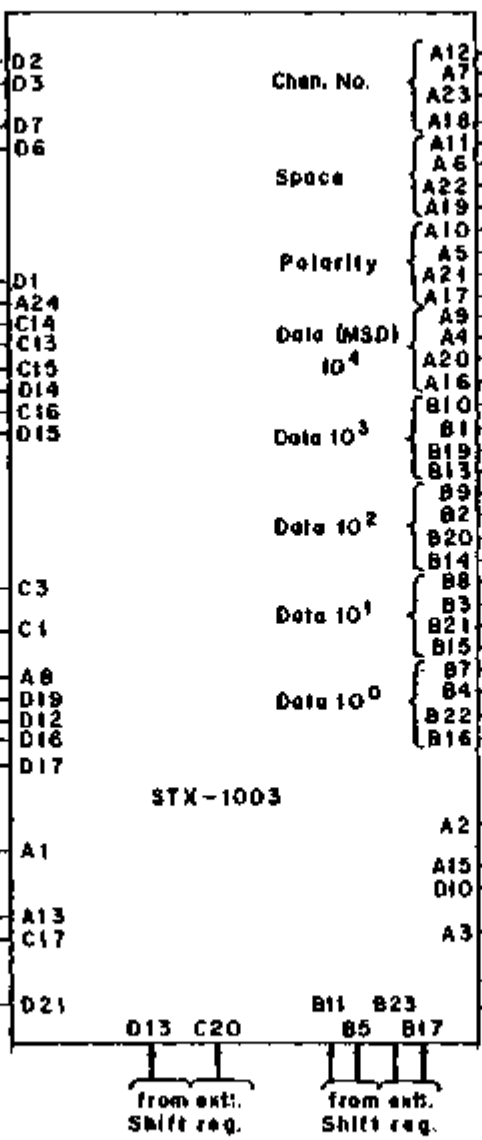 D2
D3
D7
D6
D1
A24
C14
C13
C15
D14
C16
D15
C3
C1
A8
D19
D12
D16
D17
A1
A13
C17
D21
Chan. No.
A12
A7
A23
A18
Space
A11
A6
A22
A19
Polarity
A10
A5
A21
A17
Data (MSD)
10⁴
A9
A4
A20
A16
Data 10³
B10
B1
B19
B13
Data 10²
B9
B2
B20
B14
Data 10¹
B8
B3
B21
B15
Data 10⁰
B7
B4
B22
B16
STX-1003
A2
A15
D10
A3
D13 C20
B11 B23
B5 B17
from ext.
Shift reg.
from ext.
Shift reg.